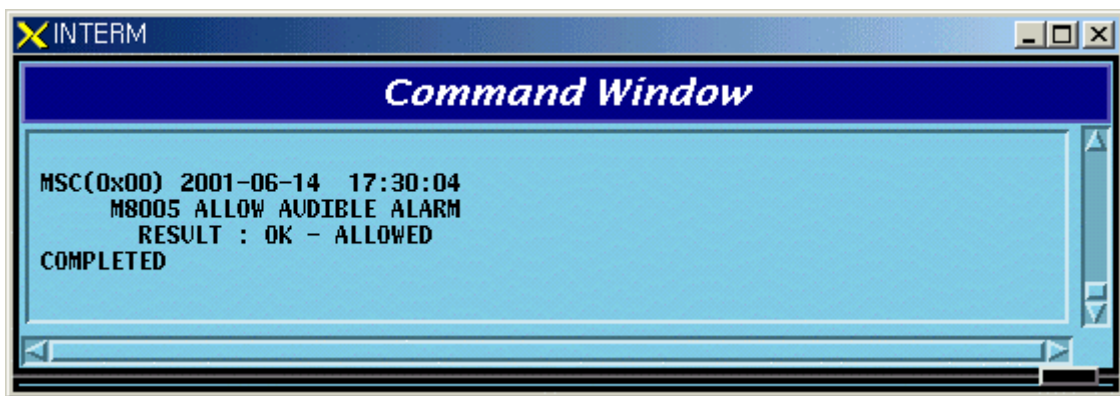 INTERM
Command Window
MSC(0x00) 2001-06-14  17:30:04
M8005 ALLOW AUDIBLE ALARM
RESULT : OK - ALLOWED
COMPLETED